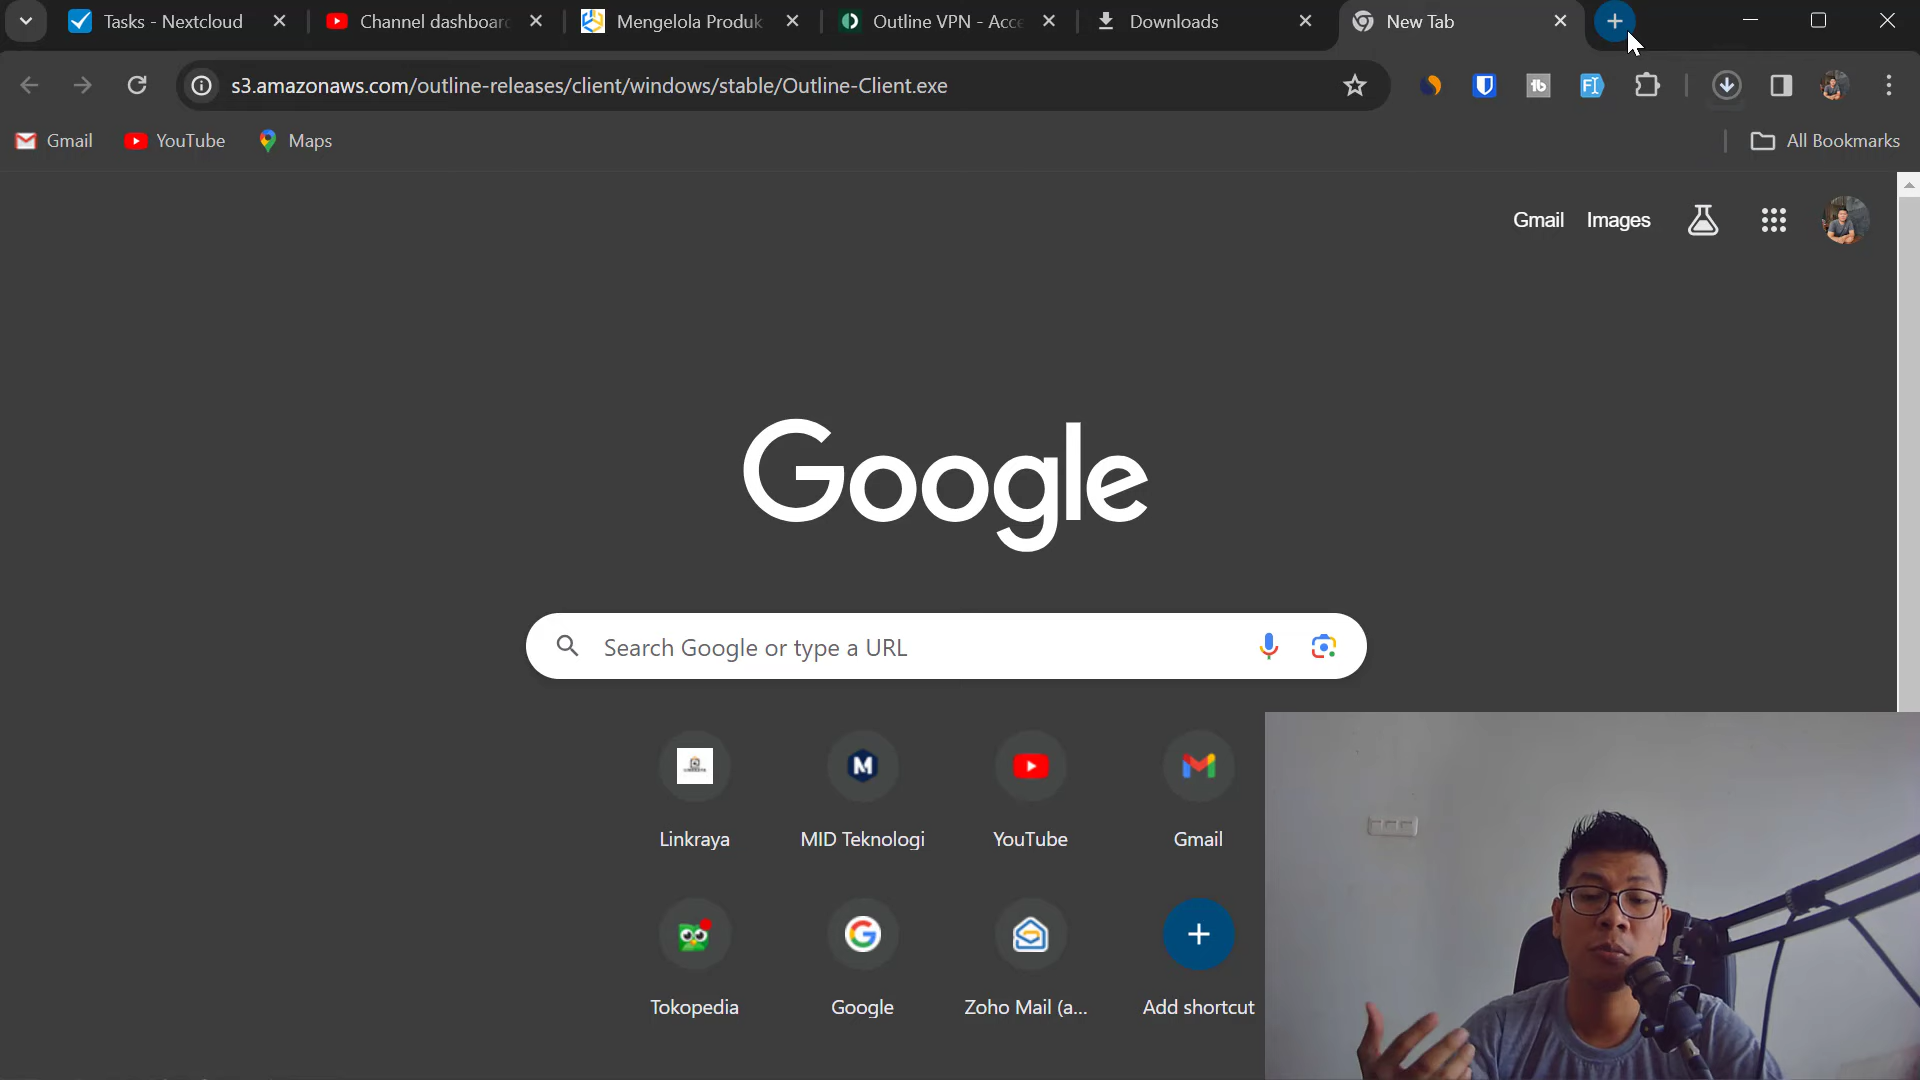 Tasks - Nextcloud
Channel dashboard
Mengelola Produk
Outline VPN - Acce
Downloads
New Tab
s3.amazonaws.com/outline-releases/client/windows/stable/Outline-Client.exe
Gmail
YouTube
Maps
All Bookmarks
Gmail
Images
Google
Search Google or type a URL
Linkraya
MID Teknologi
YouTube
Gmail
Tokopedia
Google
Zoho Mail (a...
Add shortcut